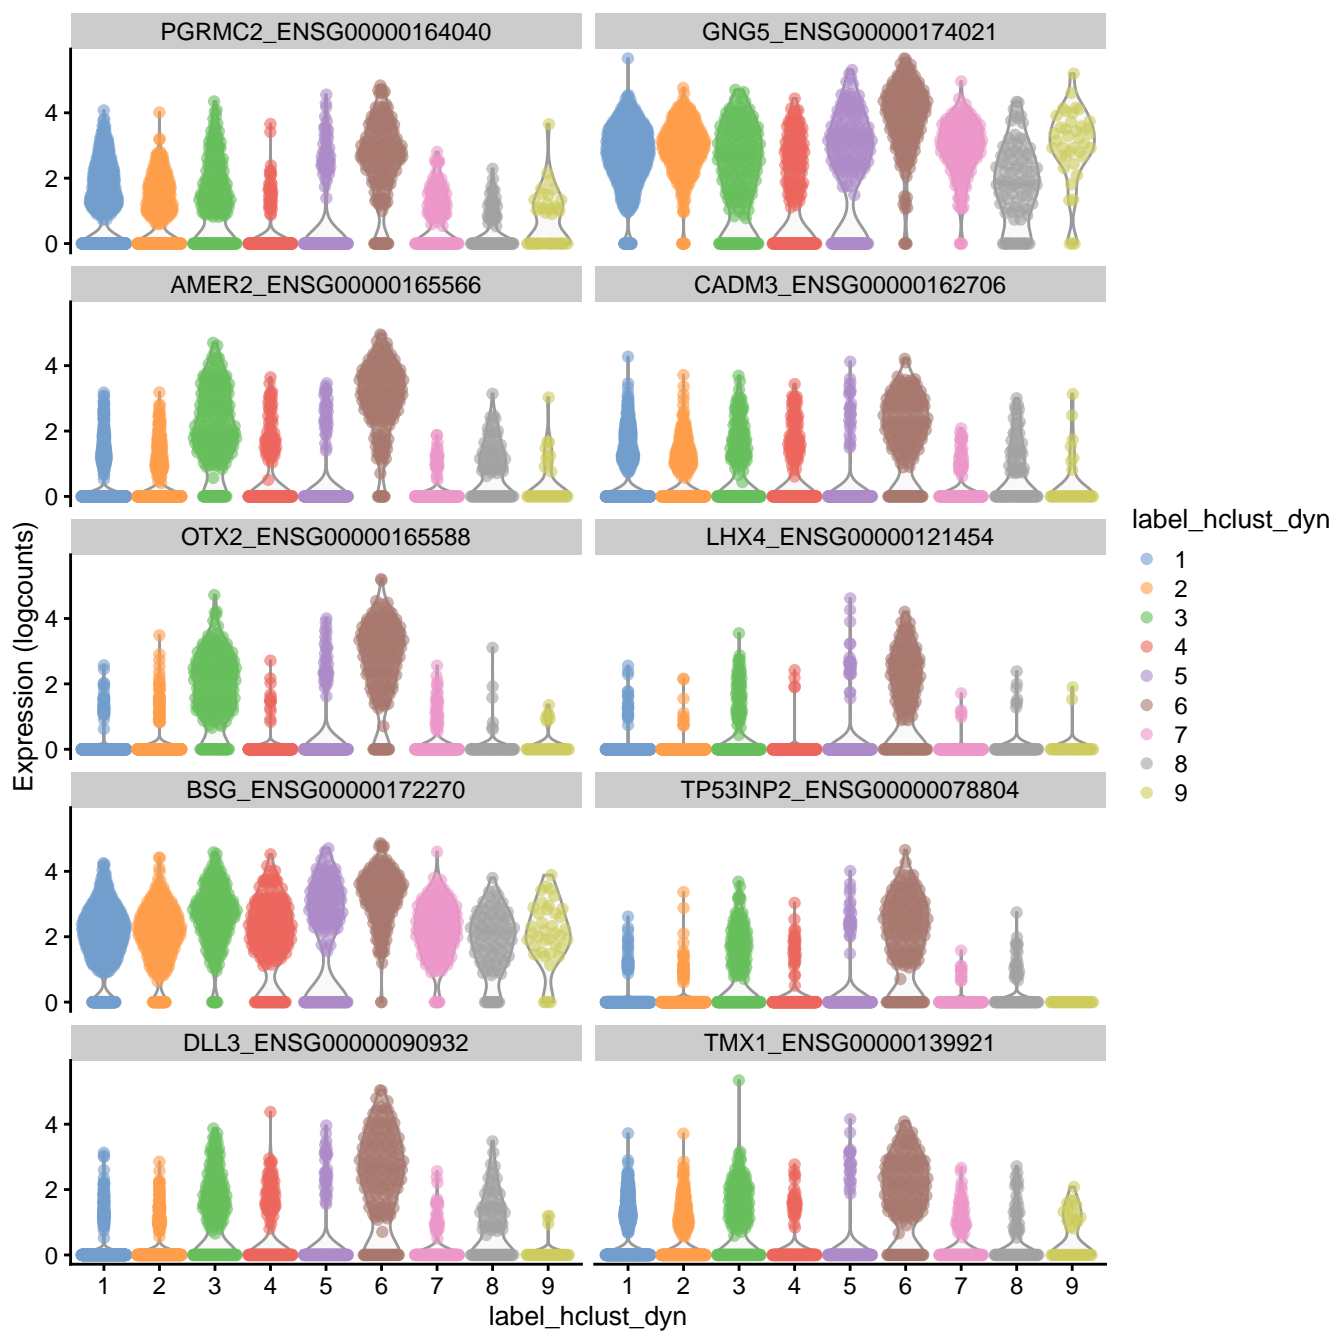 PGRMC2_ENSG00000164040
GNG5_ENSG00000174021
4
2
0
AMER2_ENSG00000165566
CADM3_ENSG00000162706
4
2
0
OTX2_ENSG00000165588
LHX4_ENSG00000121454
4
2
0
BSG_ENSG00000172270
TP53INP2_ENSG00000078804
4
2
0
DLL3_ENSG00000090932
TMX1_ENSG00000139921
4
2
0
1 2 3 4 5 6 7 8 9
1 2 3 4 5 6 7 8 9
label_hclust_dyn
Expression (logcounts)
label_hclust_dyn
1
2
3
4
5
6
7
8
9